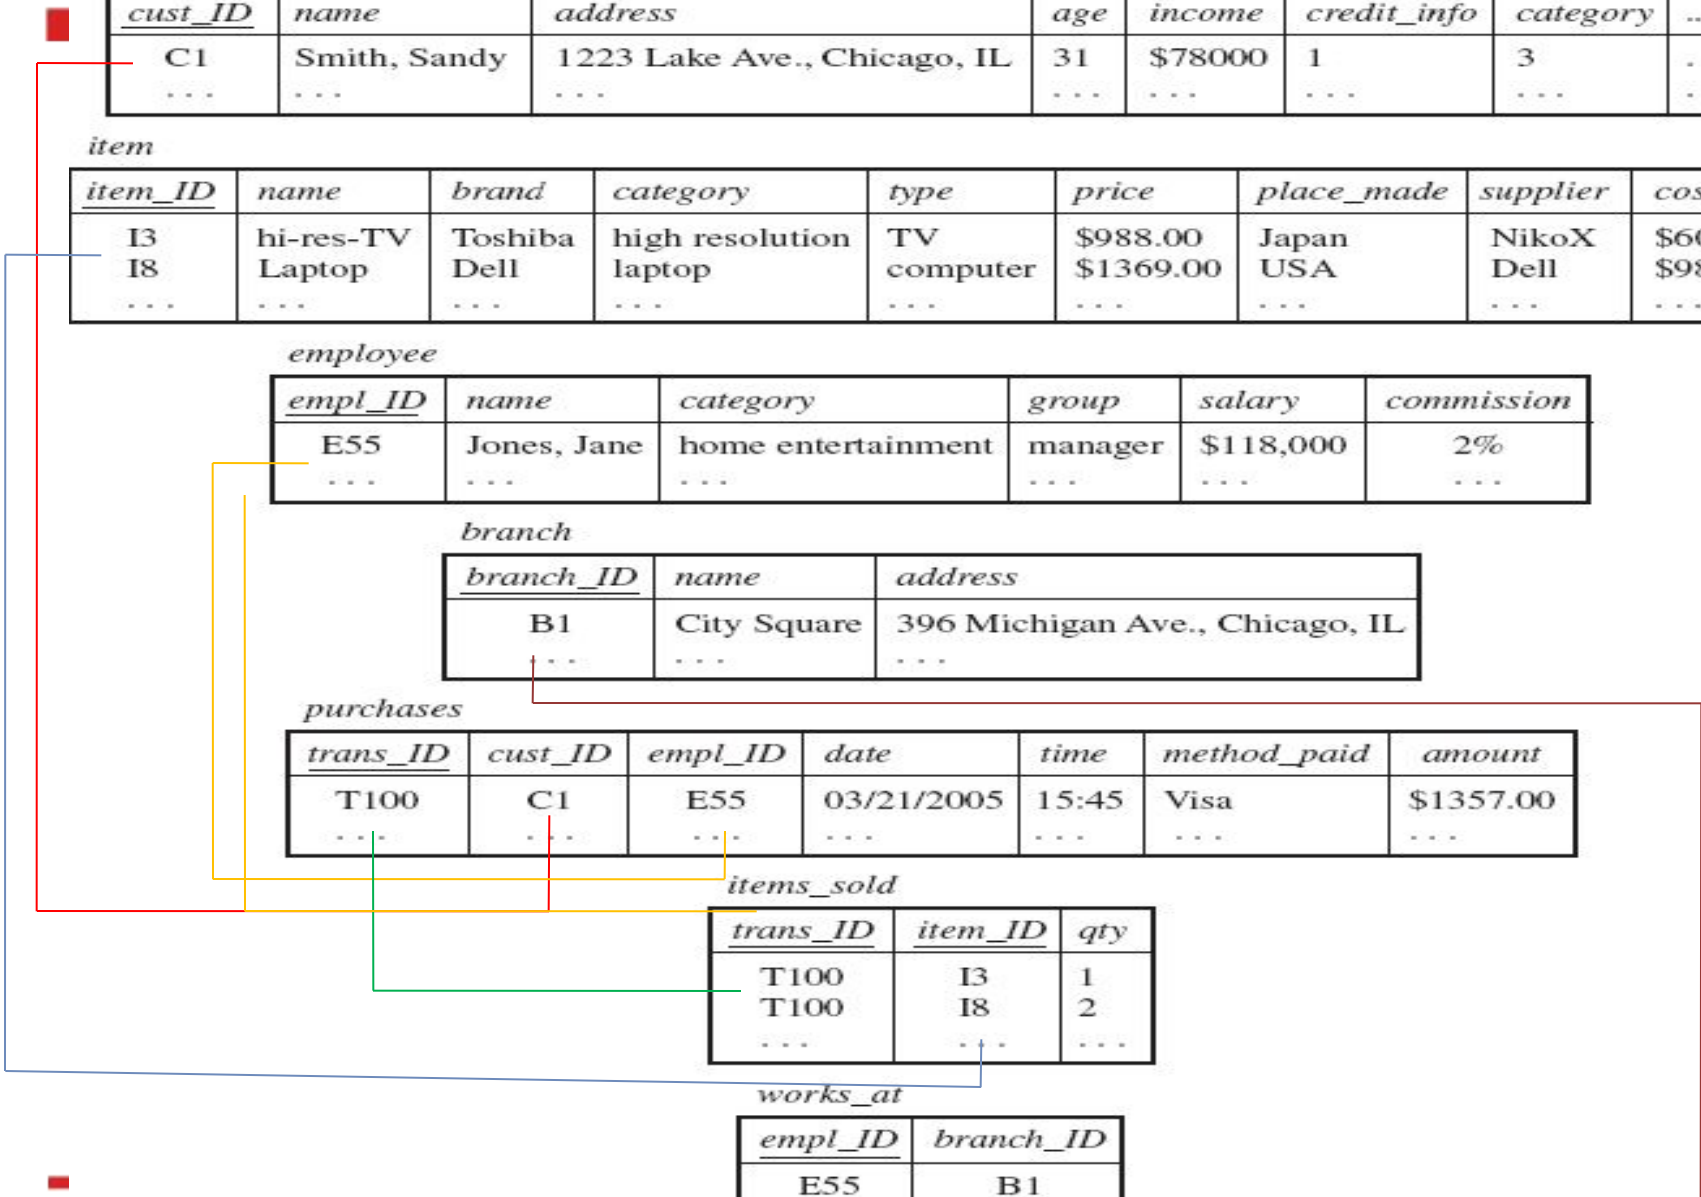 cust_ID name address age income credit_info category ..
C1 Smith, Sandy 1223 Lake Ave., Chicago, IL 31 $78000 1 3 .
... ... ... ... ... ... ... .
item
item_ID name brand category type price place_made supplier cos
I3 hi-res-TV Toshiba high resolution TV $988.00 Japan NikoX $60
I8 Laptop Dell laptop computer $1369.00 USA Dell $98
... ... ... ... ... ... ... ... ...
employee
empl_ID name category group salary commission
E55 Jones, Jane home entertainment manager $118,000 2%
... ... ... ... ... ...
branch
branch_ID name address
B1 City Square 396 Michigan Ave., Chicago, IL
... ... ...
purchases
trans_ID cust_ID empl_ID date time method_paid amount
T100 C1 E55 03/21/2005 15:45 Visa $1357.00
... ... ... ... ... ... ...
items_sold
trans_ID item_ID qty
T100 I3 1
T100 I8 2
... ... ...
works_at
empl_ID branch_ID
E55 B1